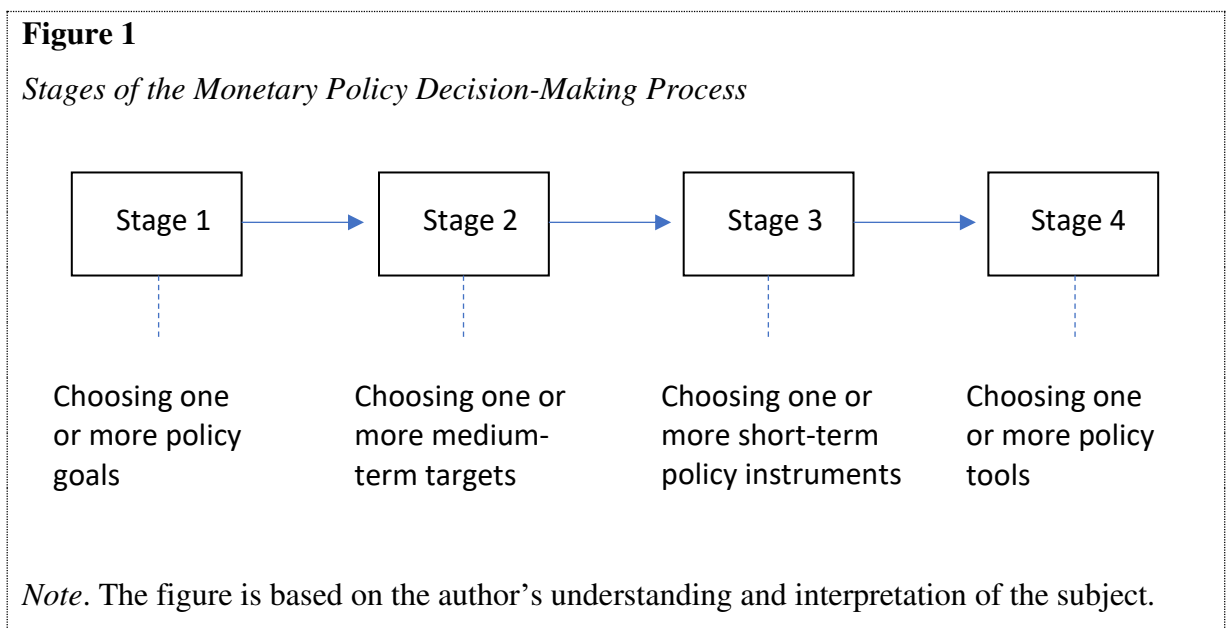 Figure 1
Stages of the Monetary Policy Decision-Making Process
Stage 1
Stage 2
Stage 3
Stage 4
Choosing one
or more policy
goals
Choosing one or
more medium-
term targets
Choosing one or
more short-term
policy instruments
Choosing one
or more policy
tools
Note. The figure is based on the author’s understanding and interpretation of the subject.